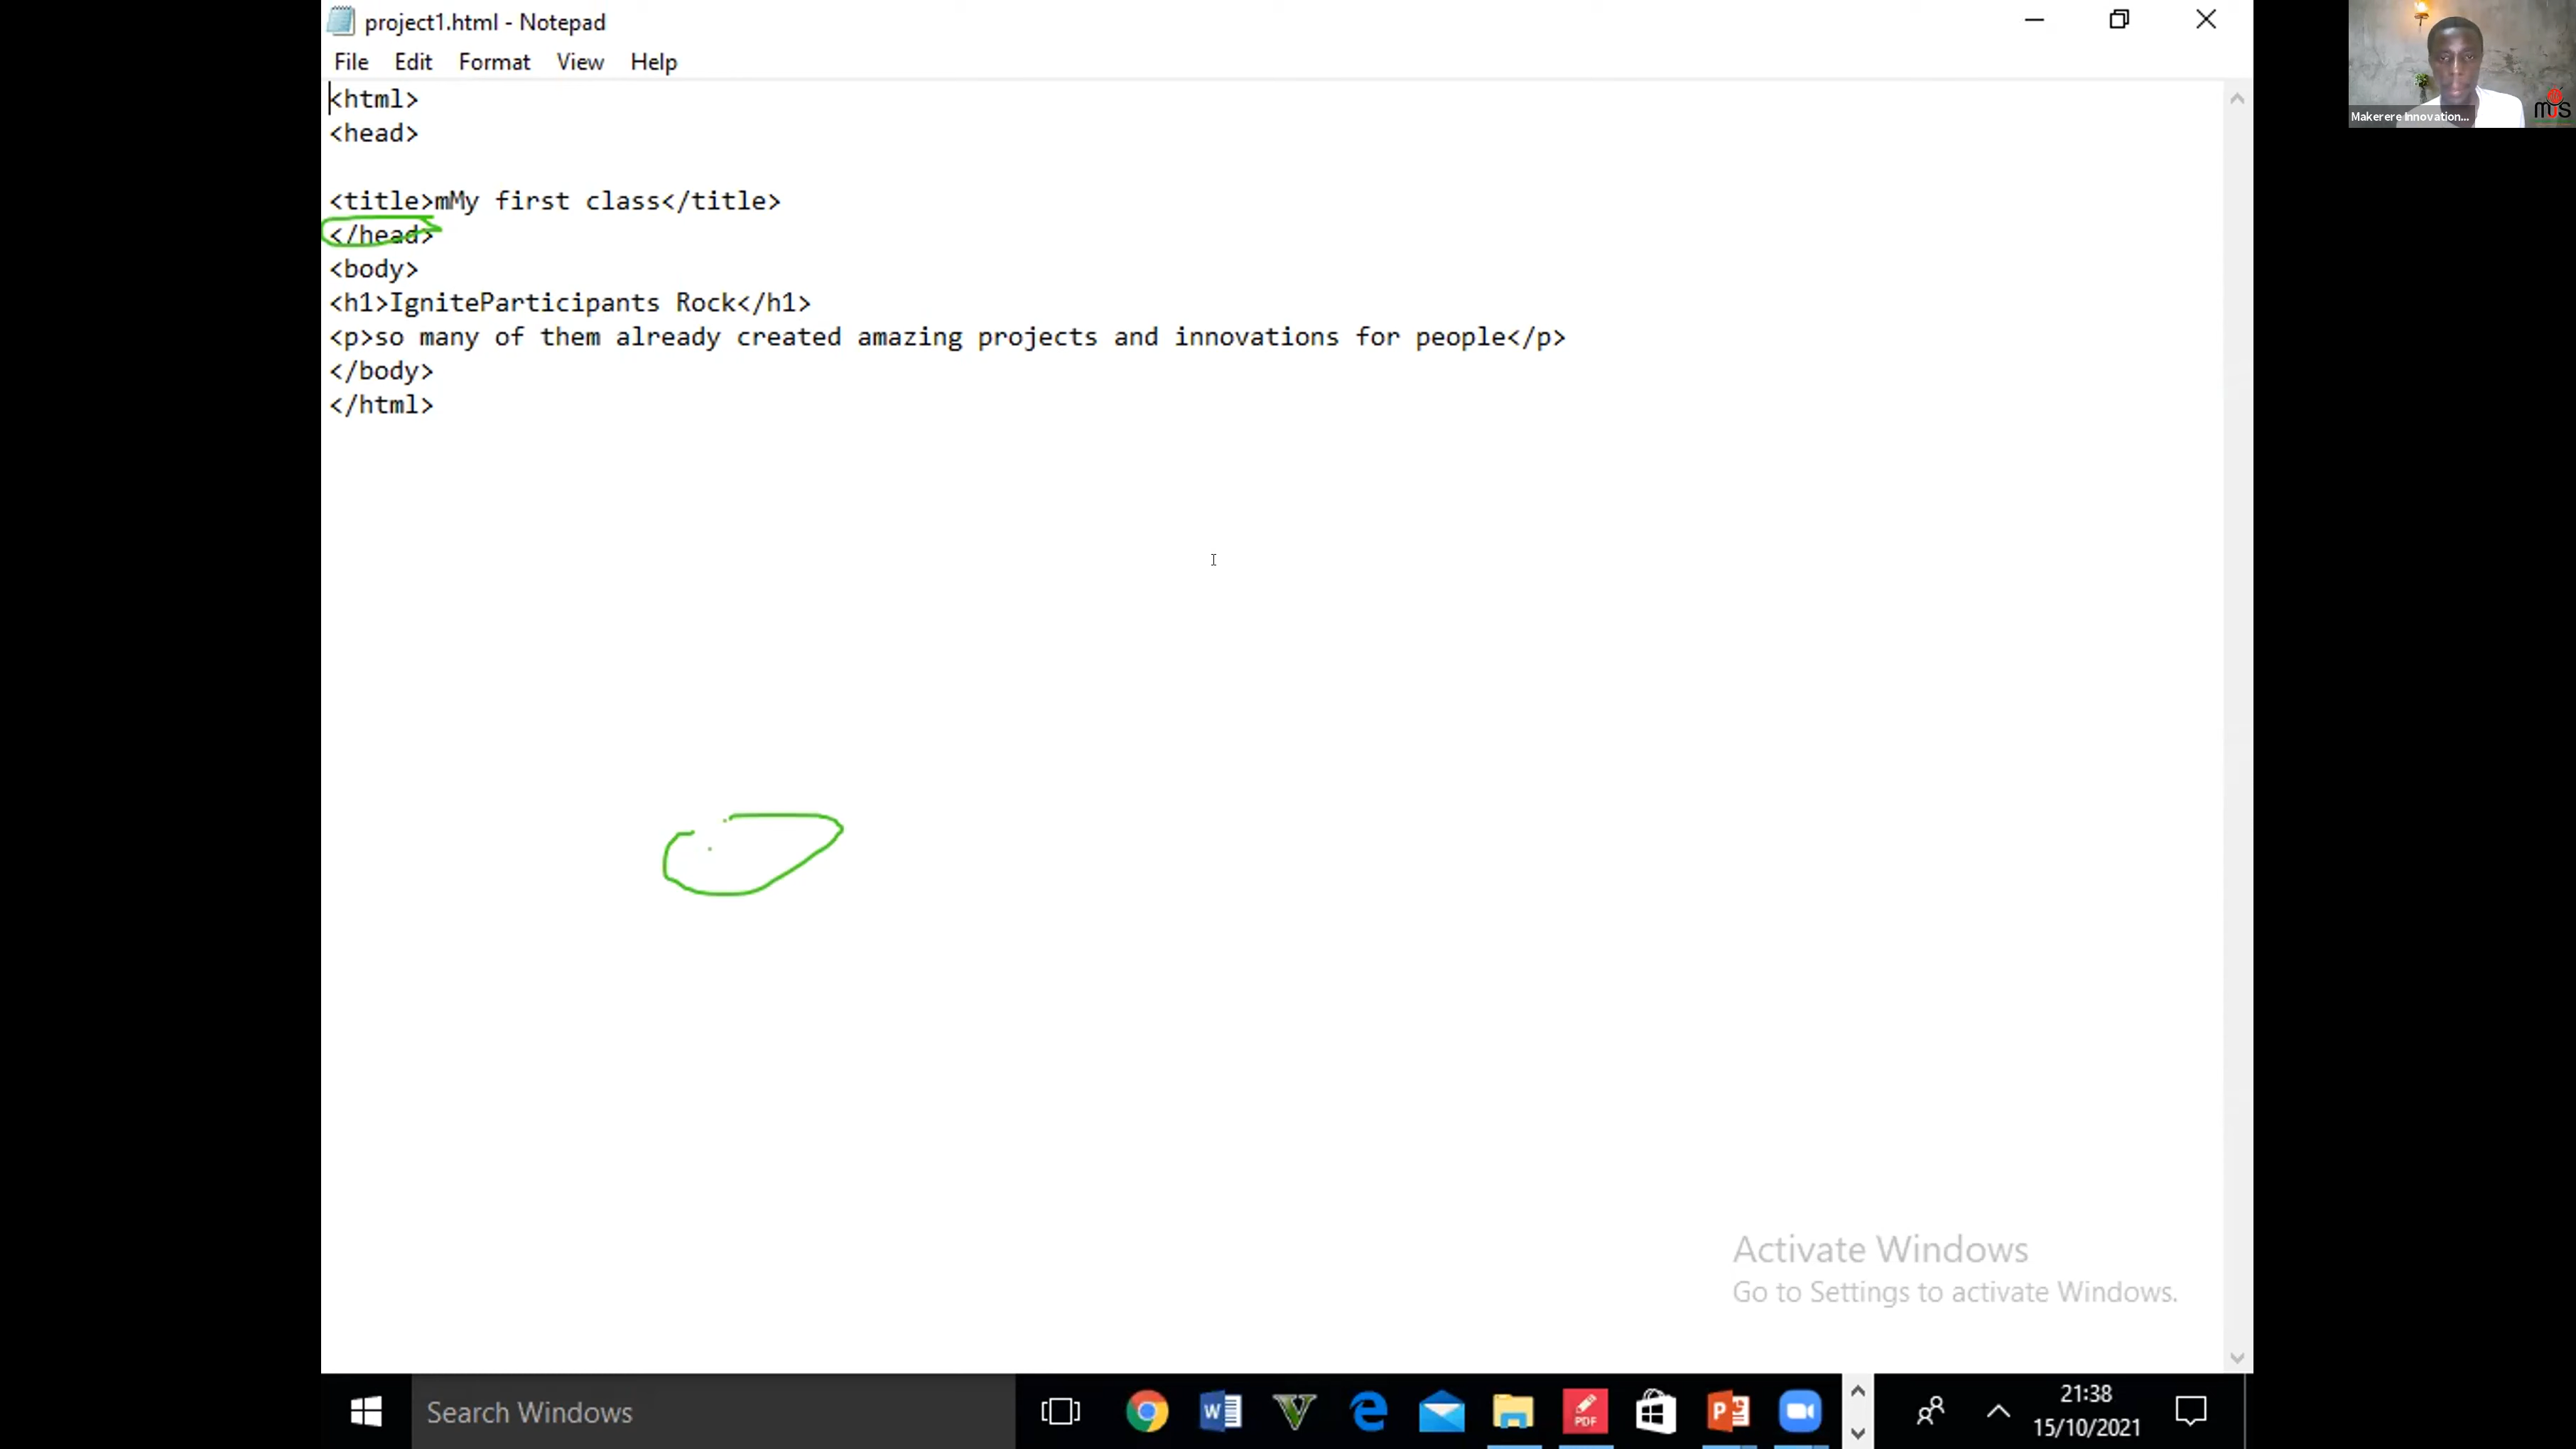 project1.html - Notepad
File Edit Format View Help
<html>
<head>
<title>mMy first class</title>
</head>
<body>
<h1>IgniteParticipants Rock</h1>
<p>so many of them already created amazing projects and innovations for people</p>
</body>
</html>
Makerere Innovation...
mis
Activate Windows
Go to Settings to activate Windows.
Search Windows
PDF
21:38
15/10/2021